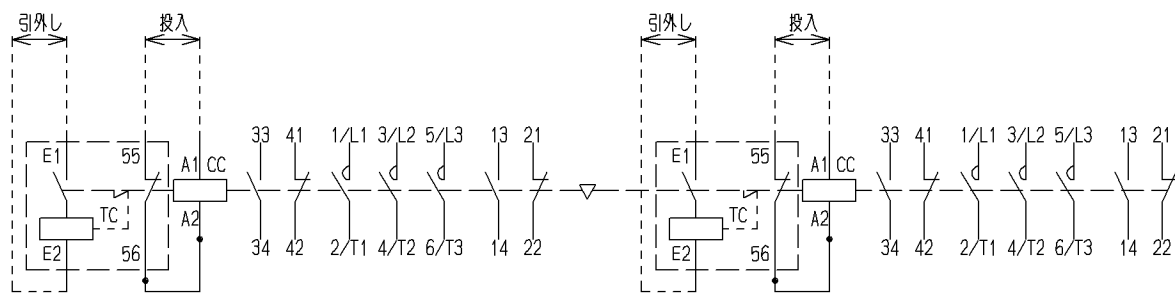 引外し 投入 引外し 投入
33 41 1/L1 3/L2 5/L3 13 21 33 41 1/L1 3/L2 5/L3 13 21
E1 55 A1 CC E1 55 A1 CC
TC A2 TC A2
E2 56 34 42 2/T1 4/T2 6/T3 14 22 E2 56 34 42 2/T1 4/T2 6/T3 14 22